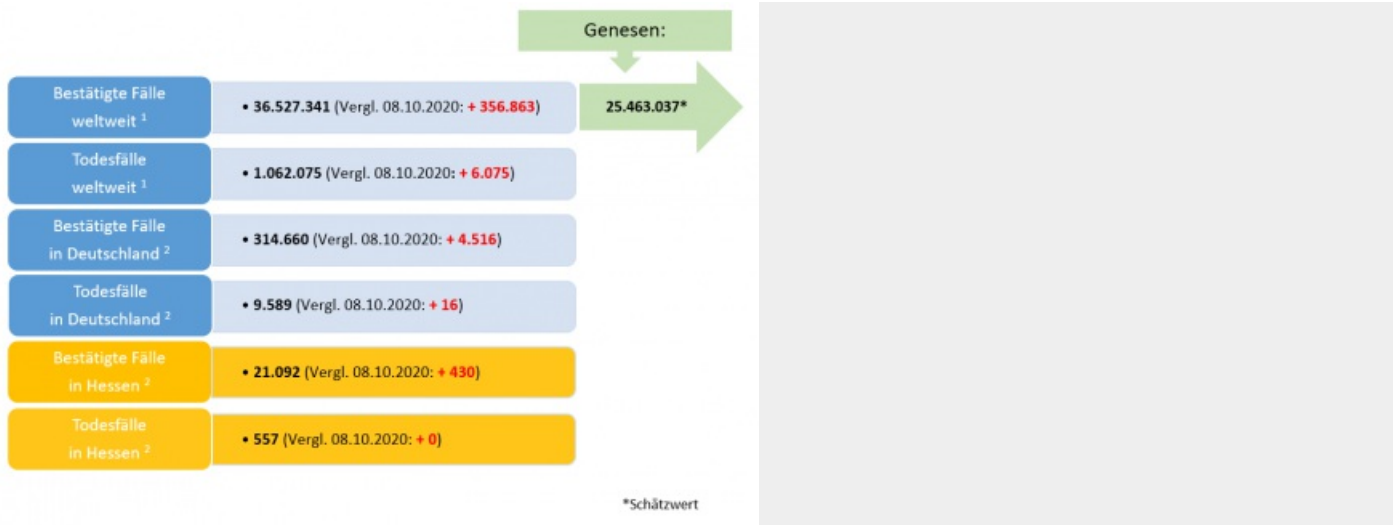 Genesen:
Bestätigte Fälle
weltweit ¹
• 36.527.341 (Vergl. 08.10.2020: + 356.863)
25.463.037*
Todesfälle
weltweit ¹
• 1.062.075 (Vergl. 08.10.2020: + 6.075)
Bestätigte Fälle
in Deutschland ²
• 314.660 (Vergl. 08.10.2020: + 4.516)
Todesfälle
in Deutschland ²
• 9.589 (Vergl. 08.10.2020: + 16)
Bestätigte Fälle
in Hessen ²
• 21.092 (Vergl. 08.10.2020: + 430)
Todesfälle
in Hessen ²
• 557 (Vergl. 08.10.2020: + 0)
*Schätzwert